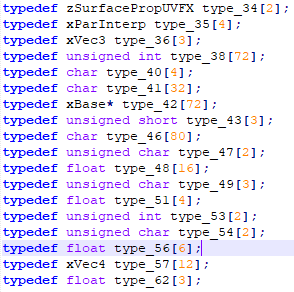 typedef zSurfacePropUVFX type_34[2];
typedef xParInterp type_35[4];
typedef xVec3 type_36[3];
typedef unsigned int type_38[72];
typedef char type_40[4];
typedef char type_41[32];
typedef xBase* type_42[72];
typedef unsigned short type_43[3];
typedef char type_46[80];
typedef unsigned char type_47[2];
typedef float type_48[16];
typedef unsigned char type_49[3];
typedef float type_51[4];
typedef unsigned int type_53[2];
typedef unsigned char type_54[2];
typedef float type_56[6];
typedef xVec4 type_57[12];
typedef float type_62[3];